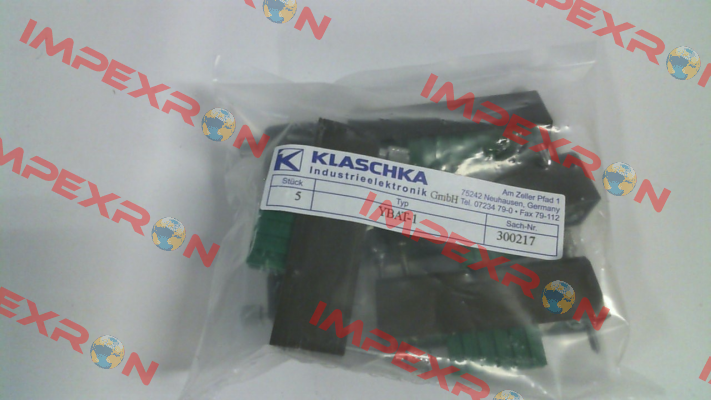 IMPEXRON
KLASCHKA
Industrieelektronik GmbH
Am Zeller Pfad 1
75242 Neuhausen, Germany
Tel. 07234 79-0 • Fax 79-112
Stück
Typ
Sach-Nr.
5
YBAT-1
300217
IMPEXRON
IMPEXRON
IMPEXRON
IMPEXRON
IMPEXRON
IMPEXRON